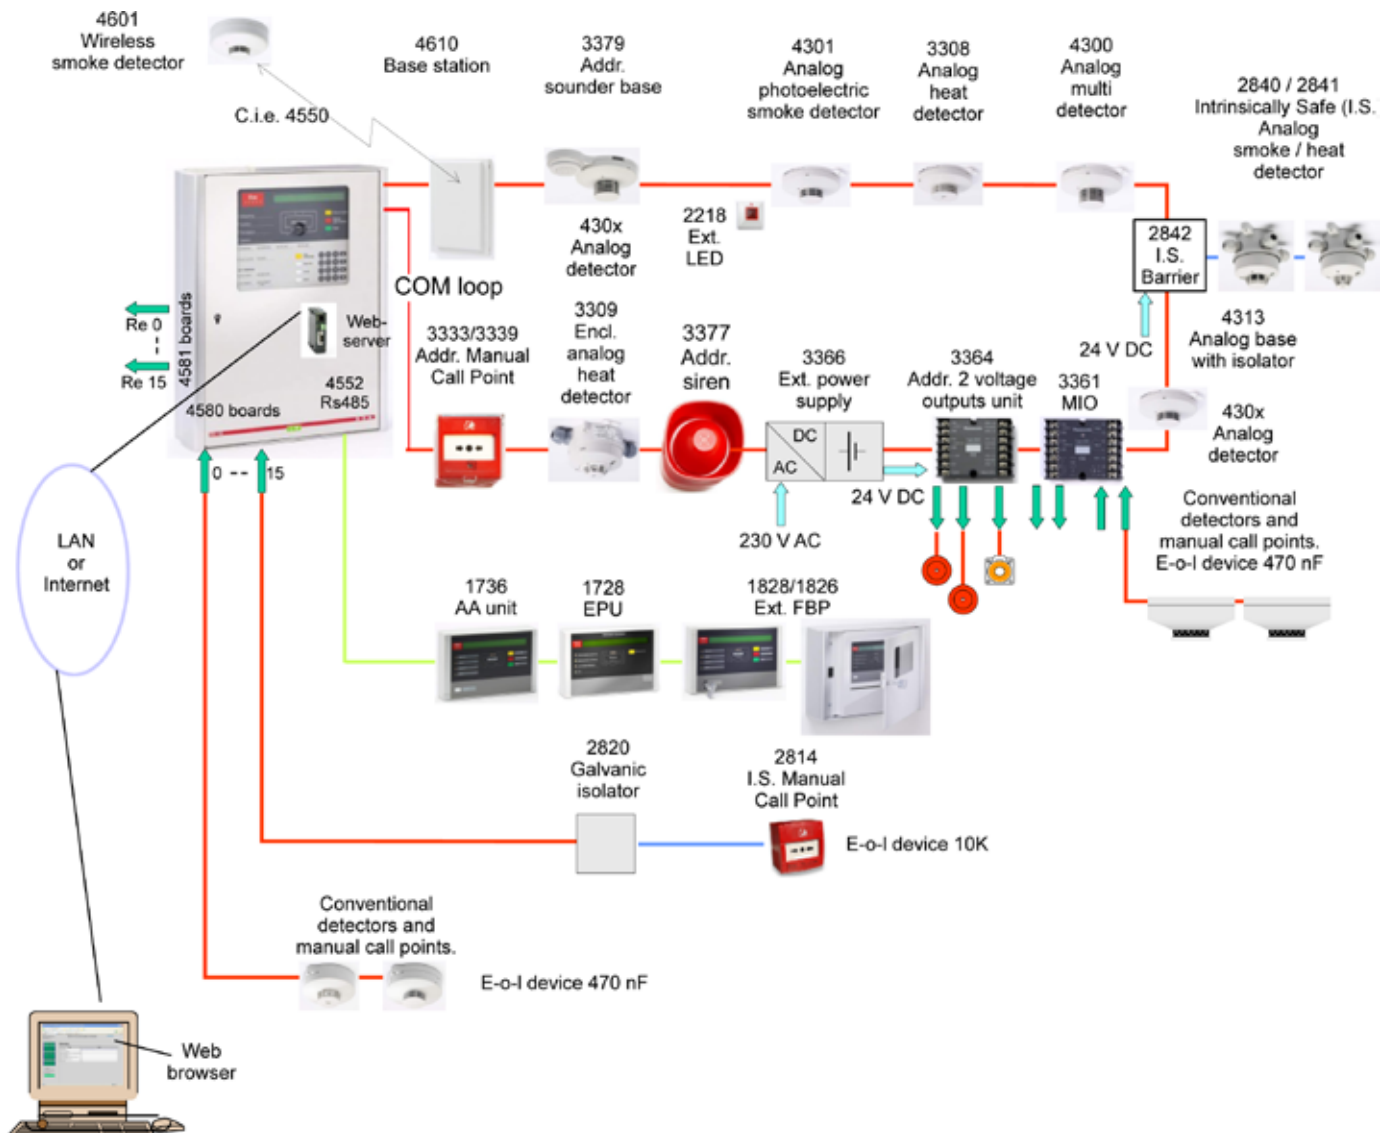 4601
Wireless
smoke detector
C.i.e. 4550
4610
Base station
3379
Addr.
sounder base
4301
Analog
photoelectric
smoke detector
3308
Analog
heat
detector
4300
Analog
multi
detector
2840 / 2841
Intrinsically Safe (I.S.
Analog
smoke / heat
detector
430x
Analog
detector
2218
Ext.
LED
2842
I.S.
Barrier
24 V DC
4313
Analog base
with isolator
COM loop
Re 0
Re 15
4581 boards
4580 boards
Web-
server
4552
Rs485
0 -- 15
3333/3339
Addr. Manual
Call Point
3309
Encl.
analog
heat
detector
3377
Addr.
siren
3366
Ext. power
supply
DC
AC
230 V AC
24 V DC
3364
Addr. 2 voltage
outputs unit
3361
MIO
430x
Analog
detector
Conventional
detectors and
manual call points.
E-o-l device 470 nF
LAN
or
Internet
1736
AA unit
1728
EPU
1828/1826
Ext. FBP
2820
Galvanic
isolator
2814
I.S. Manual
Call Point
E-o-l device 10K
Conventional
detectors and
manual call points.
E-o-l device 470 nF
Web
browser